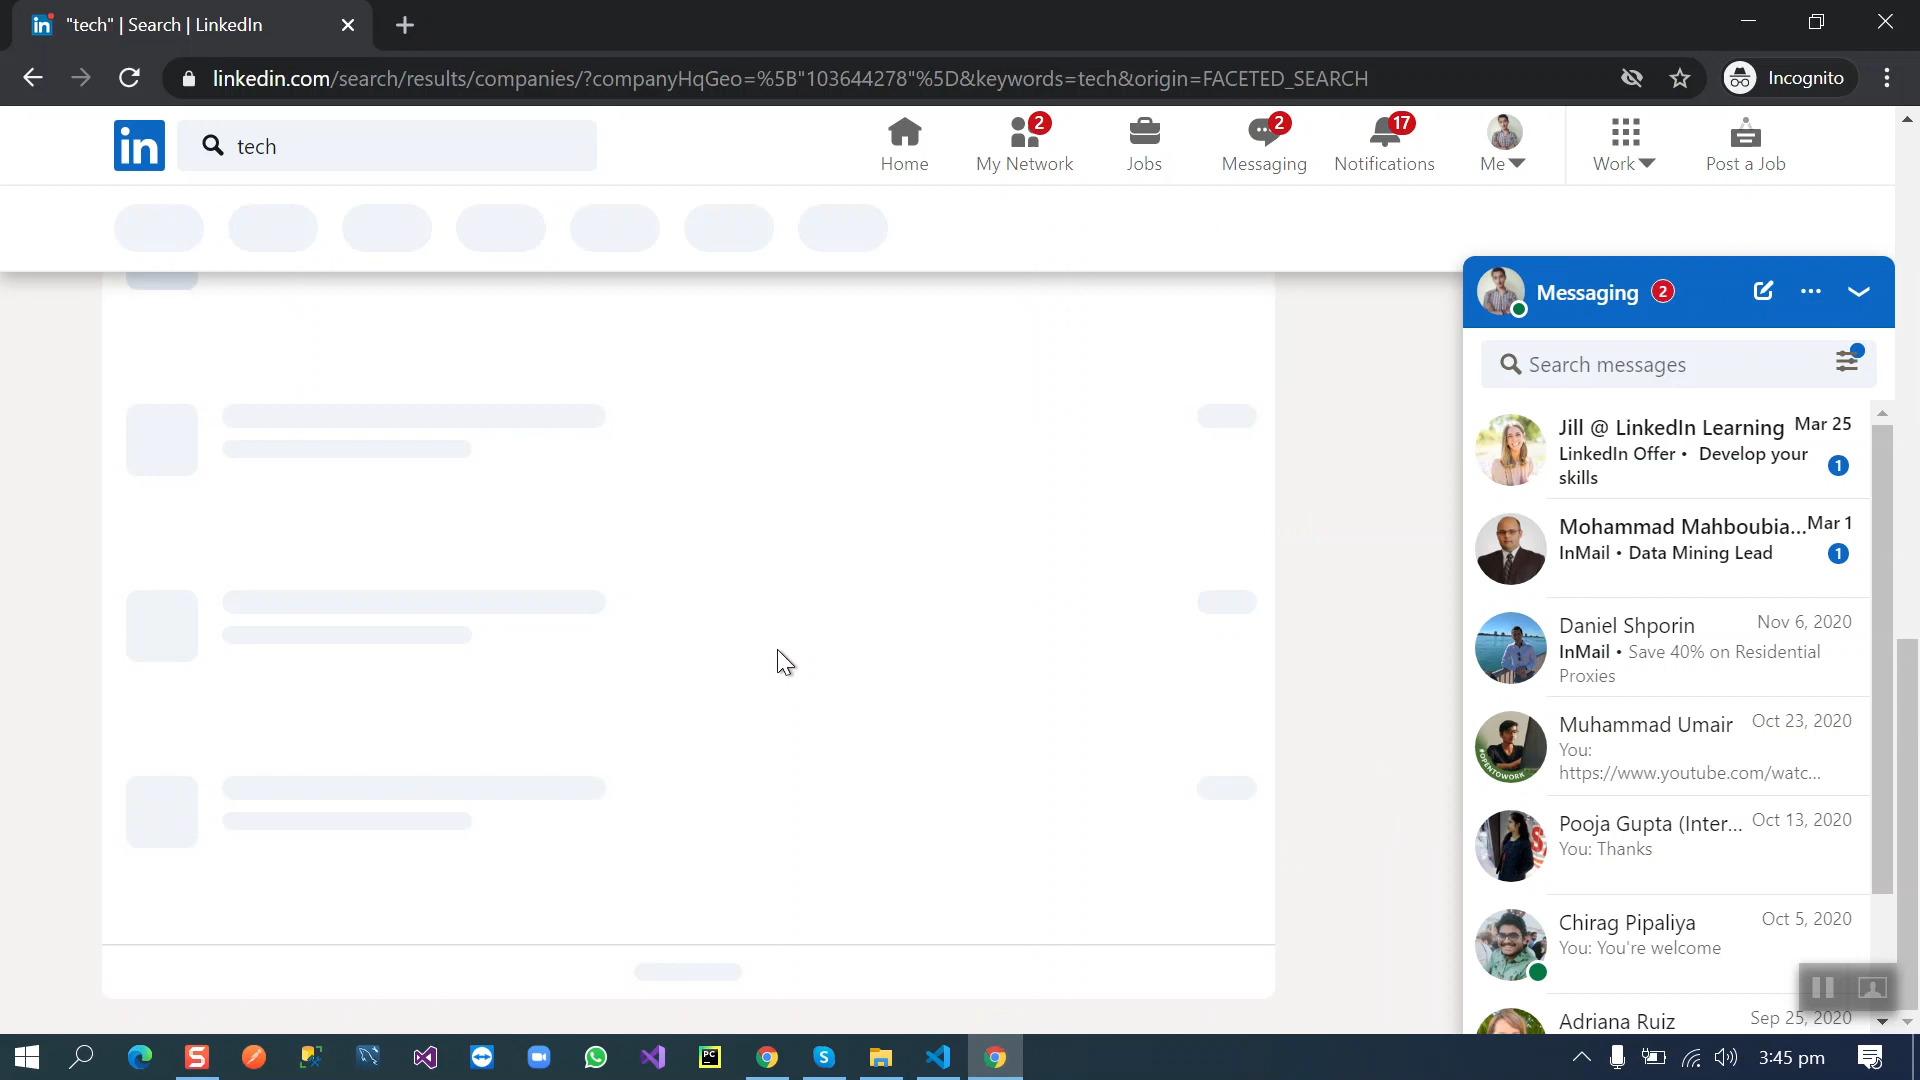 "tech" | Search | LinkedIn
linkedin.com/search/results/companies/?companyHqGeo=%5B"103644278"%5D&keywords=tech&origin=FACETED_SEARCH
Incognito
in
tech
2
2
17
Home
My Network
Jobs
Messaging
Notifications
Me
Work
Post a Job
Messaging 2
Search messages
Jill @ LinkedIn Learning Mar 25
LinkedIn Offer • Develop your
skills
1
Mohammad Mahboubia... Mar 1
InMail • Data Mining Lead
1
Daniel Shporin Nov 6, 2020
InMail • Save 40% on Residential
Proxies
Muhammad Umair Oct 23, 2020
You:
https://www.youtube.com/watc...
#OPENTOWORK
Pooja Gupta (Inter... Oct 13, 2020
You: Thanks
Chirag Pipaliya Oct 5, 2020
You: You're welcome
Adriana Ruiz Sep 25, 2020
3:45 pm